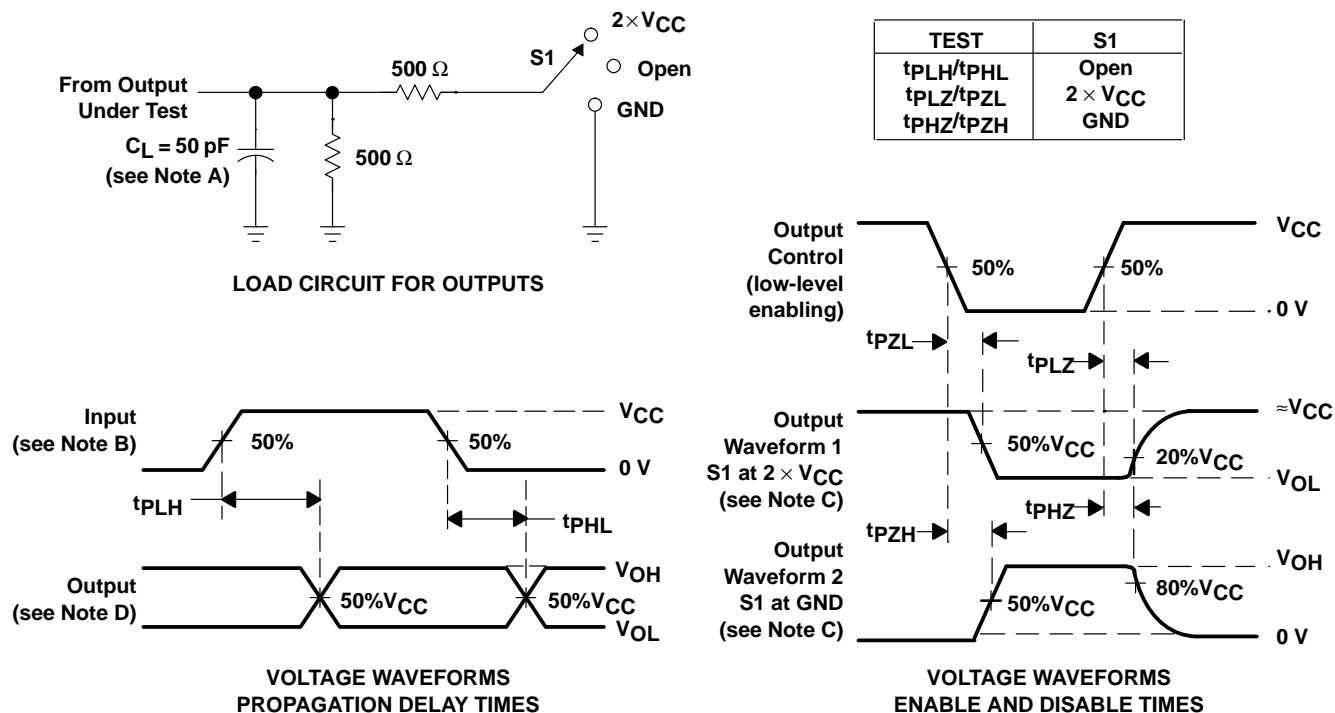 2 × VCC
S1
500 Ω
Open
From Output
Under Test
GND
CL = 50 pF
(see Note A)
500 Ω
LOAD CIRCUIT FOR OUTPUTS
TEST S1
tPLH/tPHL Open
tPLZ/tPZL 2 × VCC
tPHZ/tPZH GND
Input
(see Note B)
50%
50%
VCC
0 V
tPLH
tPHL
Output
(see Note D)
50%VCC
50%VCC
VOH
VOL
VOLTAGE WAVEFORMS
PROPAGATION DELAY TIMES
Output
Control
(low-level
enabling)
50%
50%
VCC
0 V
tPZL
tPLZ
Output
Waveform 1
S1 at 2 × VCC
(see Note C)
50%VCC
20%VCC
≈VCC
VOL
tPHZ
tPZH
Output
Waveform 2
S1 at GND
(see Note C)
50%VCC
80%VCC
VOH
0 V
VOLTAGE WAVEFORMS
ENABLE AND DISABLE TIMES